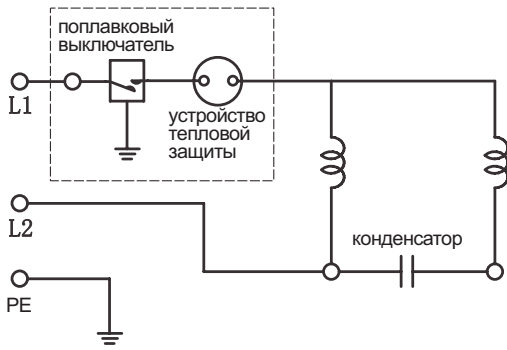 поплавковый
выключатель
L1
устройство
тепловой
защиты
L2
конденсатор
PE